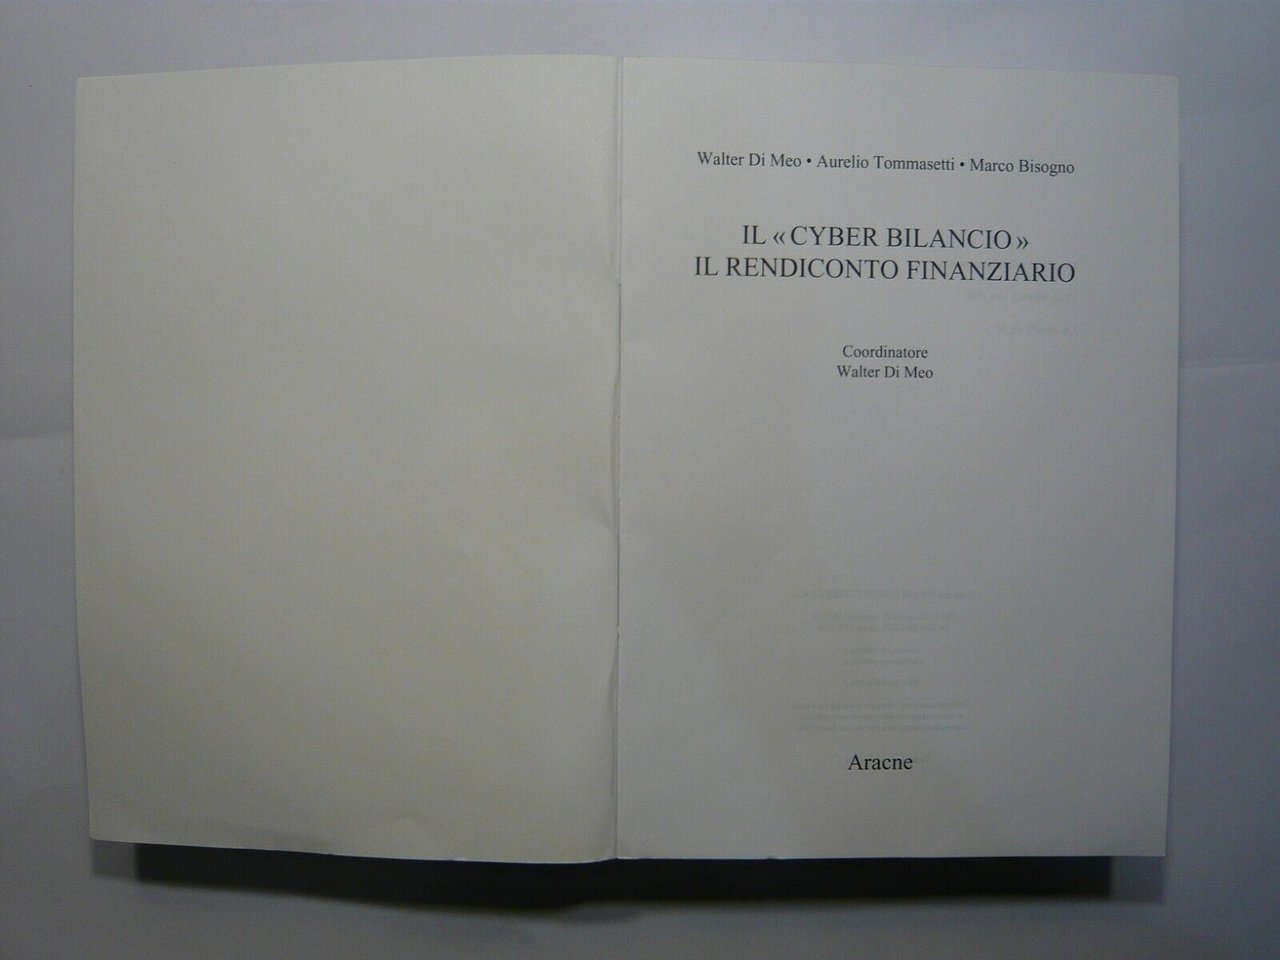 Walter Di Meo • Aurelio Tommasetti • Marco Bisogno
IL « CYBER BILANCIO »
IL RENDICONTO FINANZIARIO
Coordinatore
Walter Di Meo
Aracne